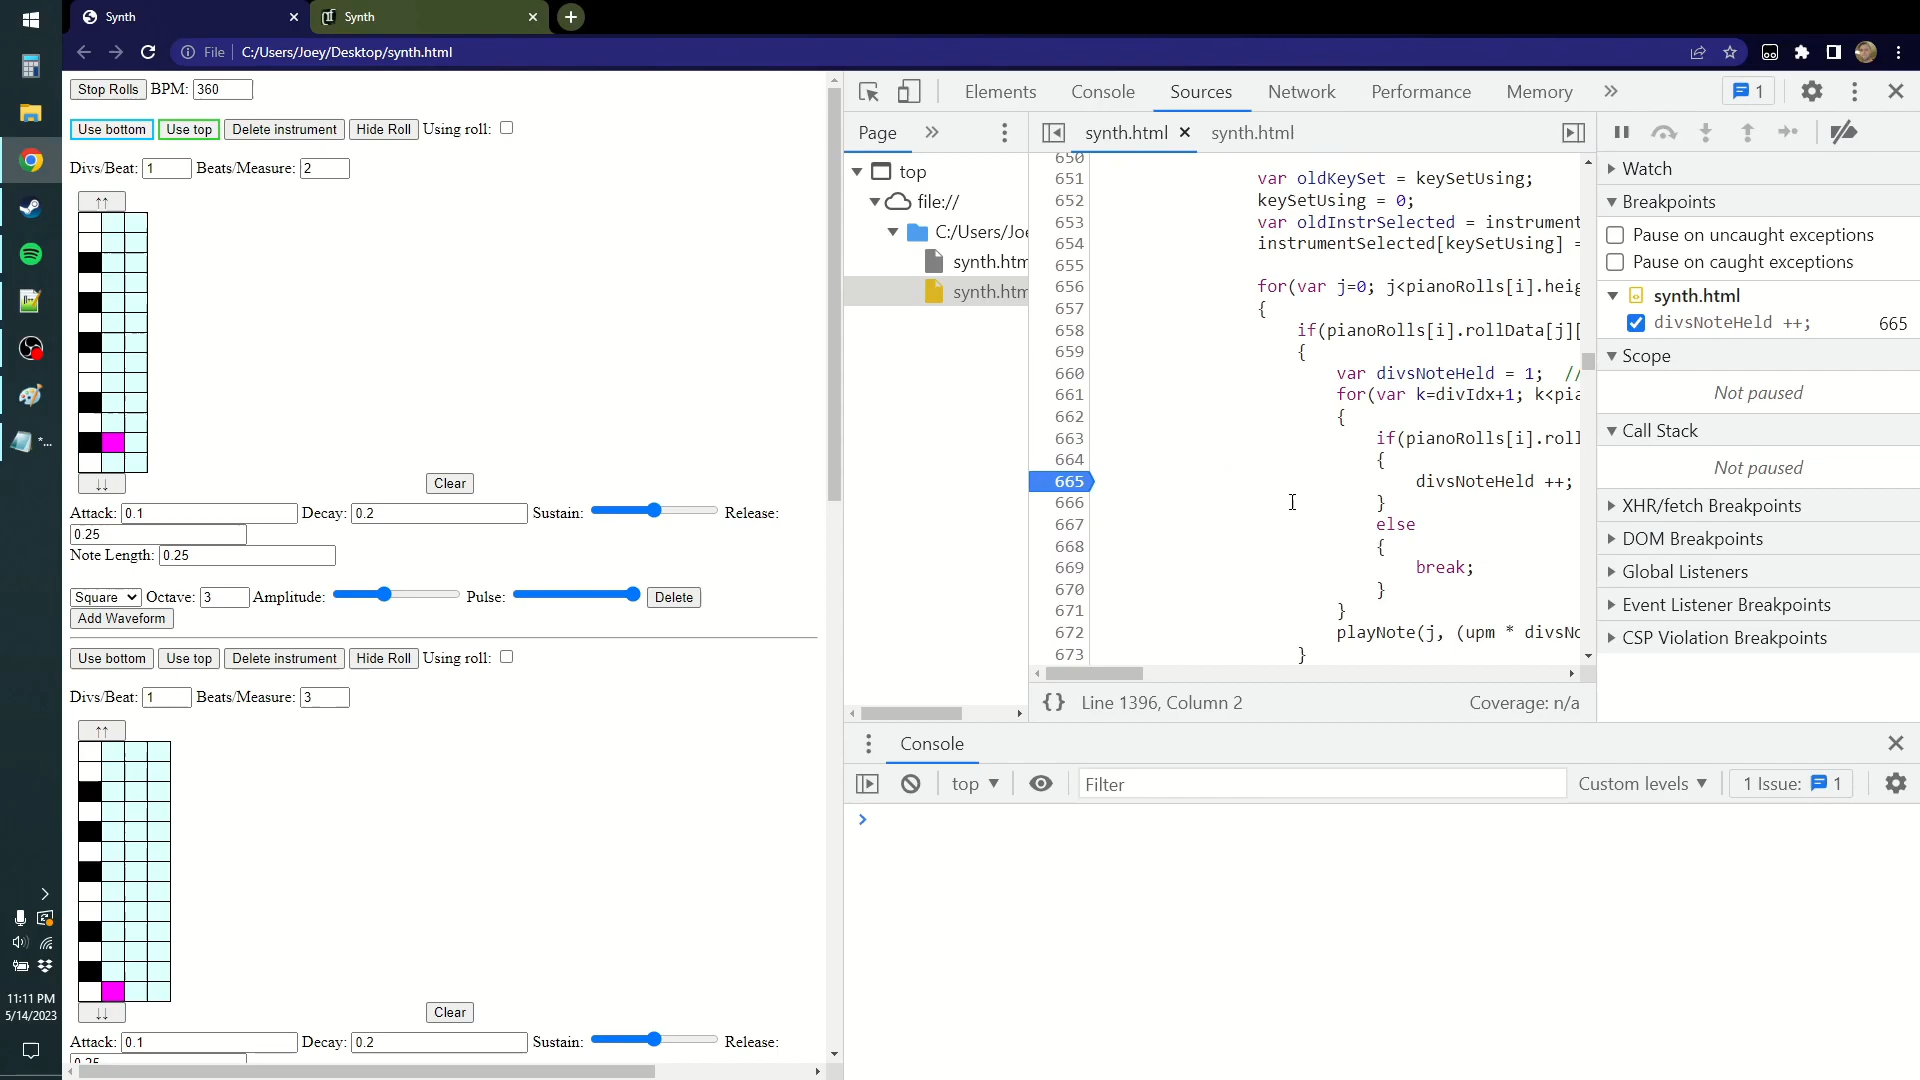 Synth
Synth
File
C:/Users/Joey/Desktop/synth.html
Stop Rolls BPM: 360
Use bottom Use top Delete instrument Hide Roll Using roll:
Divs/Beat: 1 Beats/Measure: 2
↑↑
↓↓
Clear
Attack: 0.1 Decay: 0.2 Sustain: Release:
0.25
Note Length: 0.25
Square Octave: 3 Amplitude: Pulse: Delete
Add Waveform
Use bottom Use top Delete instrument Hide Roll Using roll:
Divs/Beat: 1 Beats/Measure: 3
↑↑
↓↓
Clear
Attack: 0.1 Decay: 0.2 Sustain: Release:
Elements Console Sources Network Performance Memory » 1
Page »
top
file://
C:/Users/Joe
synth.htm
synth.htm
synth.html synth.html
650
651 var oldKeySet = keySetUsing;
652 keySetUsing = 0;
653 var oldInstrSelected = instrument
654 instrumentSelected[keySetUsing] =
655
656 for(var j=0; j<pianoRolls[i].heig
657 {
658 if(pianoRolls[i].rollData[j][
659 {
660 var divsNoteHeld = 1; //
661 for(var k=divIdx+1; k<pia
662 {
663 if(pianoRolls[i].roll
664 {
665 divsNoteHeld ++;
666 }
667 else
668 {
669 break;
670 }
671 }
672 playNote(j, (upm * divsNo
673 }
{} Line 1396, Column 2 Coverage: n/a
Watch
Breakpoints
Pause on uncaught exceptions
Pause on caught exceptions
synth.html
divsNoteHeld ++; 665
Scope
Not paused
Call Stack
Not paused
XHR/fetch Breakpoints
DOM Breakpoints
Global Listeners
Event Listener Breakpoints
CSP Violation Breakpoints
Console
top Filter Custom levels 1 Issue: 1
11:11 PM
5/14/2023